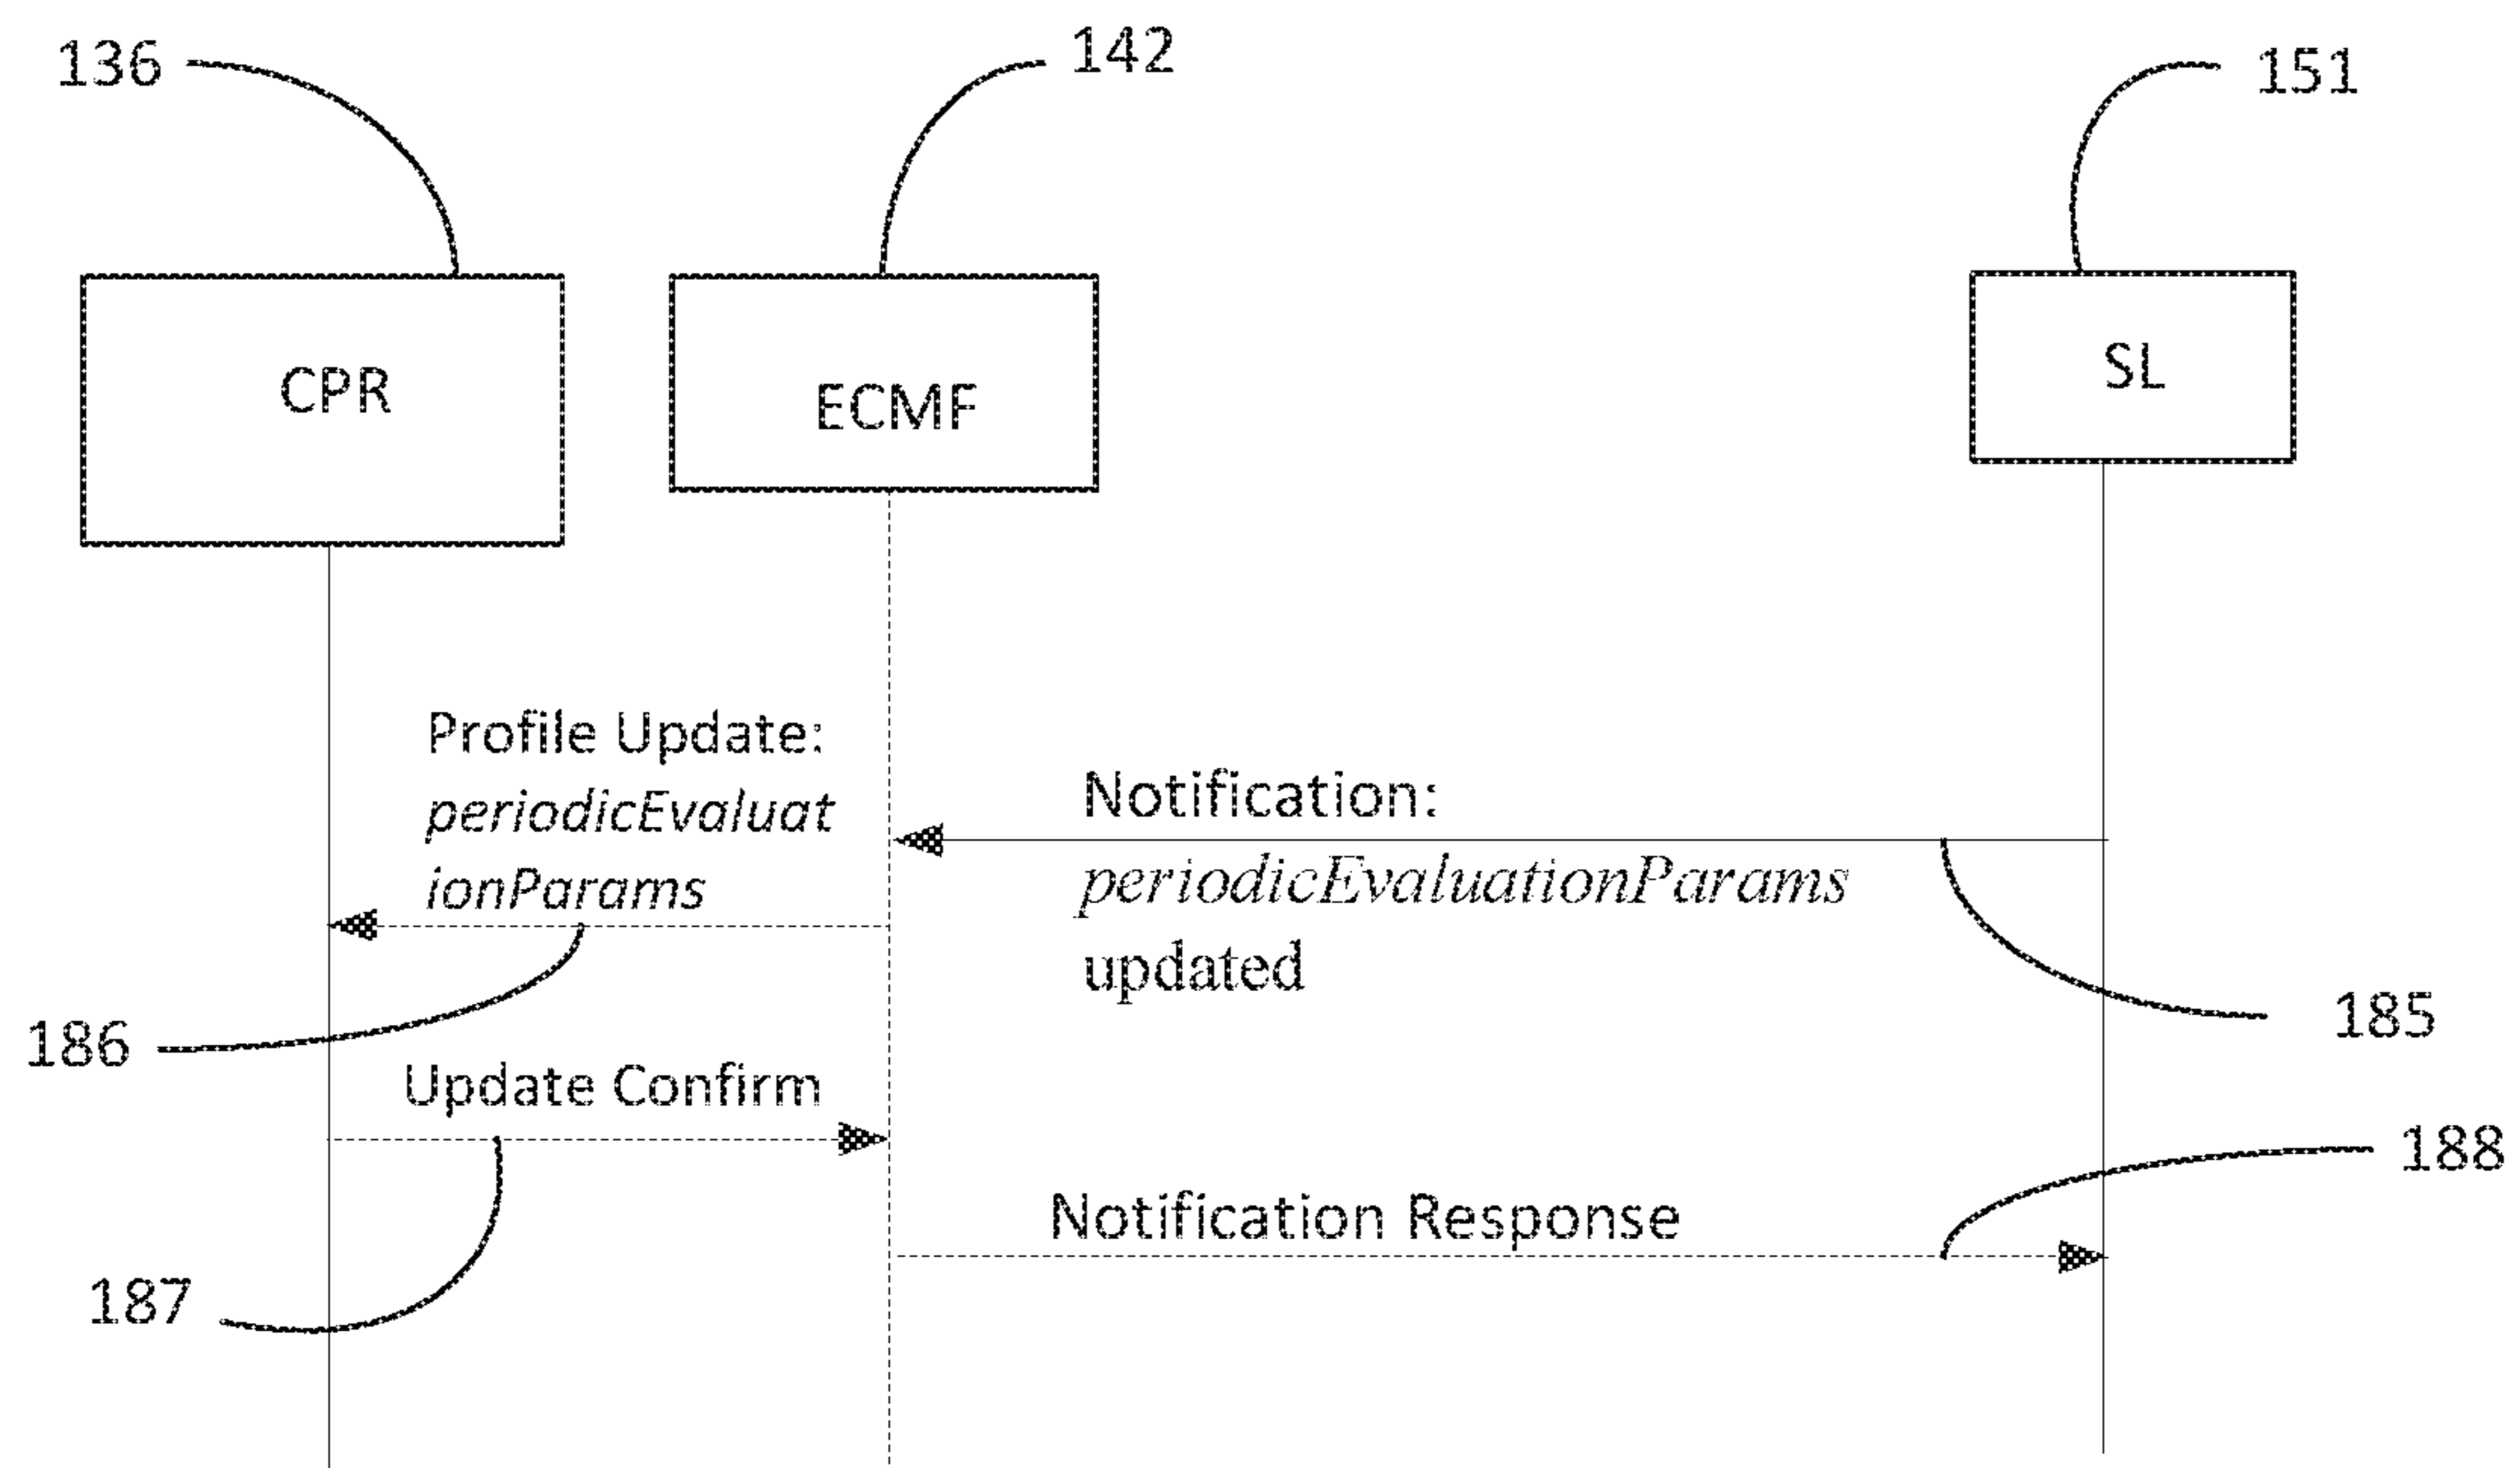 136
142
151
CPR
ECMF
SL
Profile Update:
periodicEvaluat
ionParams
Notification:
periodicEvaluationParams
updated
186
185
Update Confirm
188
Notification Response
187